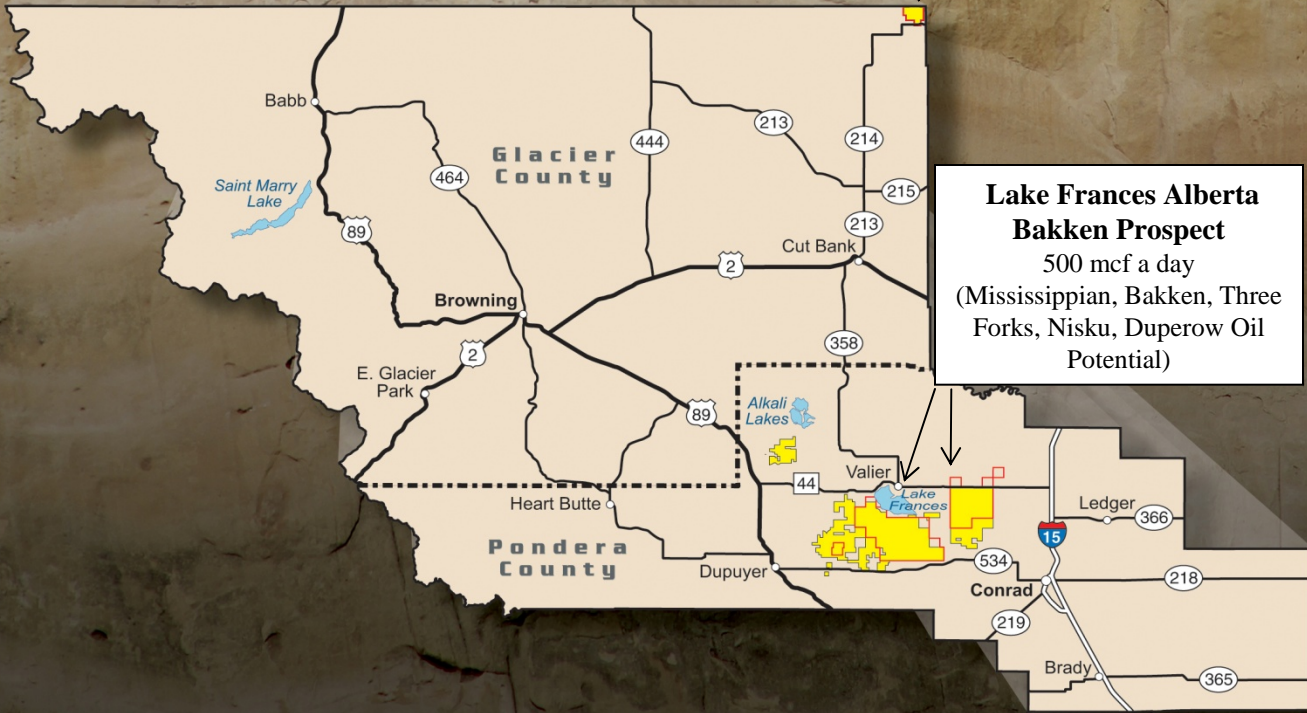 Babb
Glacier
County
213
444
214
464
Saint Marry
Lake
215
89
213
Cut Bank
2
Browning
358
2
E. Glacier
Park
89
Alkali
Lakes
Valier
44
Lake
Frances
Heart Butte
Ledger
366
15
Pondera
County
Dupuyer
534
Conrad
218
219
Brady
365
Lake Frances Alberta
Bakken Prospect
500 mcf a day
(Mississippian, Bakken, Three
Forks, Nisku, Duperow Oil
Potential)